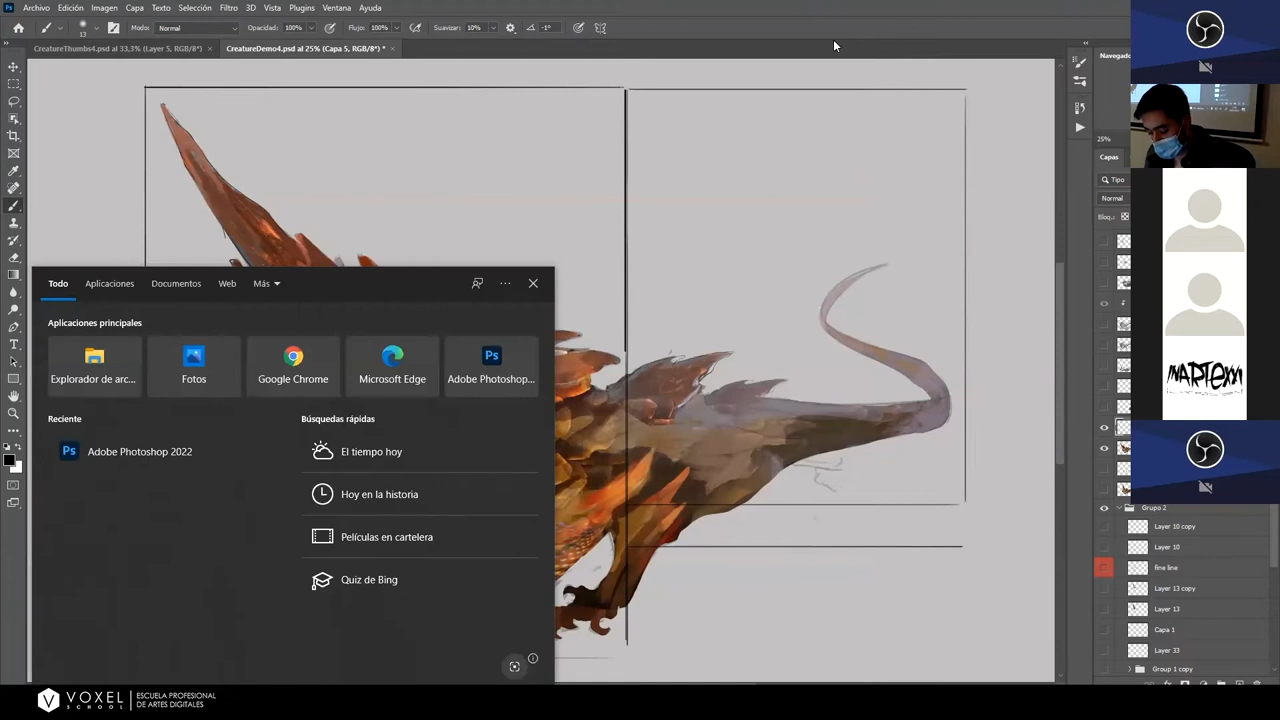 Archivo Edición Imagen Capa Texto Selección Filtro 3D Vista Plugins Ventana Ayuda
13 Modo: Normal Opacidad: 100% Flujo: 100% Suavizar: 10% -1°
CreatureThumbs4.psd al 33,3% (Layer 5, RGB/8*) × CreatureDemo4.psd al 25% (Capa 5, RGB/8*) * ×
Navegador
25%
Capas
Tipo
Normal
Bloq.:
Todo Aplicaciones Documentos Web Más
Aplicaciones principales
Explorador de arc... Fotos Google Chrome Microsoft Edge Adobe Photoshop...
Reciente Búsquedas rápidas
Adobe Photoshop 2022 El tiempo hoy
Hoy en la historia
Películas en cartelera
Quiz de Bing
Grupo 2
Layer 10 copy
Layer 10
fine line
Layer 13 copy
Layer 13
Capa 1
Layer 33
Group 1 copy
VOXEL SCHOOL
ESCUELA PROFESIONAL
DE ARTES DIGITALES